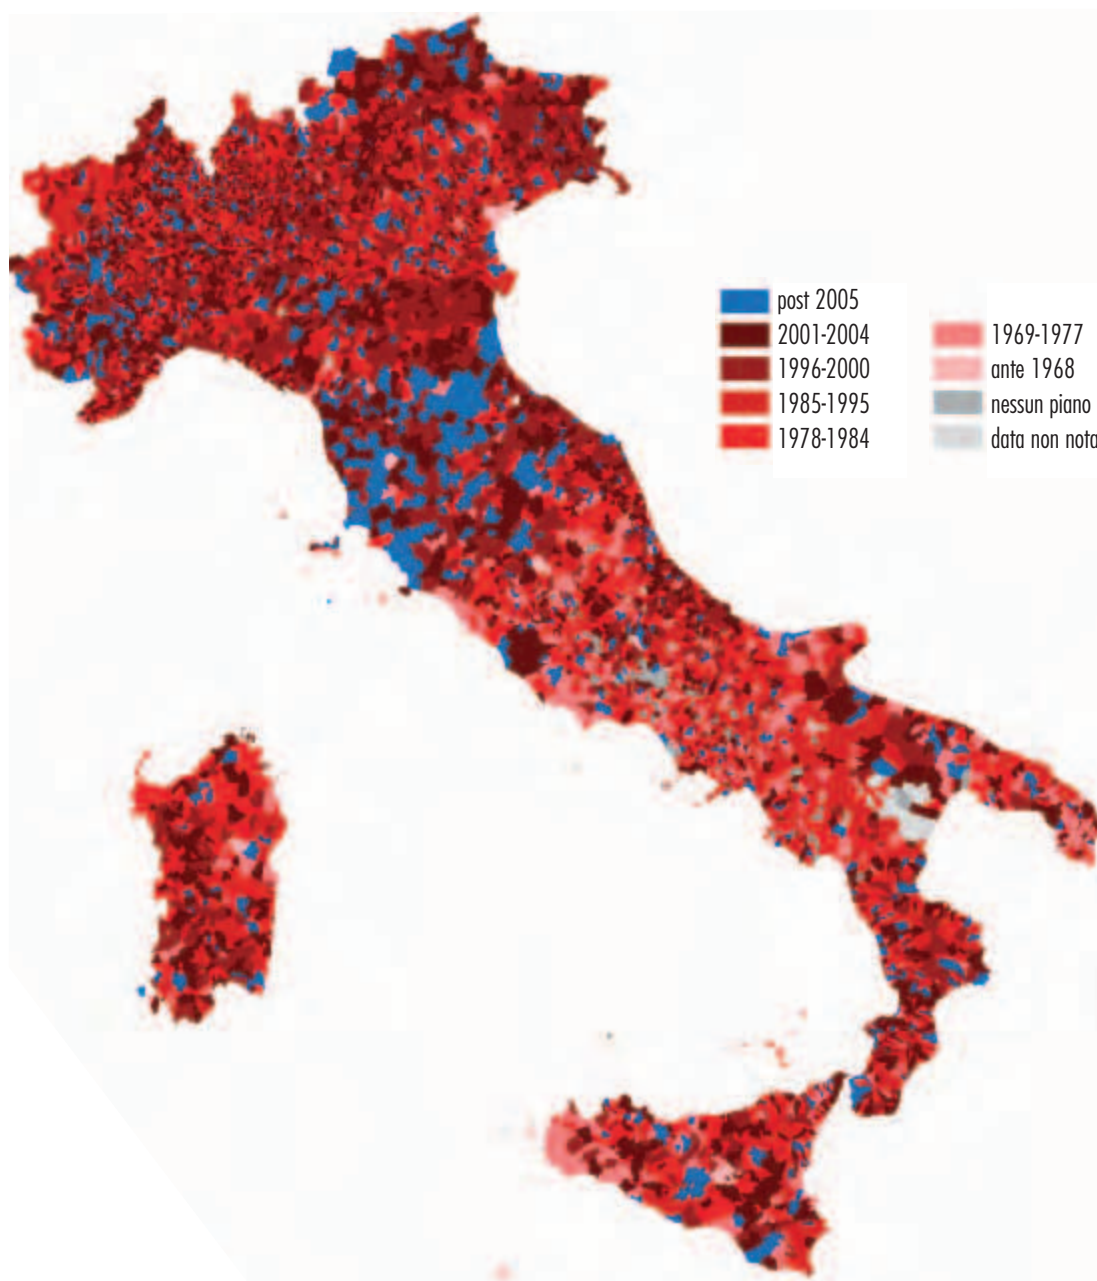 post 2005
2001-2004
1996-2000
1985-1995
1978-1984
1969-1977
ante 1968
nessun piano
data non nota